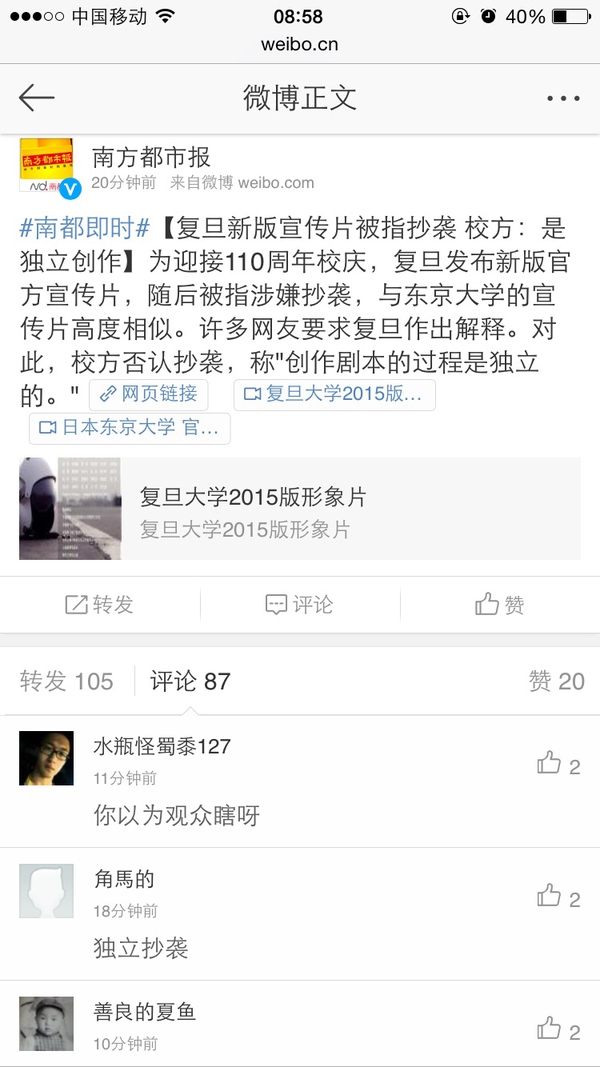 中国移动 08:58 40%
weibo.cn
微博正文
南方都市报
南方都市报
20分钟前 来自微博 weibo.com
#南都即时#【复旦新版宣传片被指抄袭 校方：是
独立创作】为迎接110周年校庆，复旦发布新版官
方宣传片，随后被指涉嫌抄袭，与东京大学的宣
传片高度相似。许多网友要求复旦作出解释。对
此，校方否认抄袭，称"创作剧本的过程是独立
的。" 网页链接 复旦大学2015版...
日本东京大学 官...
复旦大学2015版形象片
复旦大学2015版形象片
转发 评论 赞
转发 105 评论 87 赞 20
水瓶怪蜀黍127
11分钟前 2
你以为观众瞎呀
角馬的
18分钟前 2
独立抄袭
善良的夏鱼
10分钟前 2